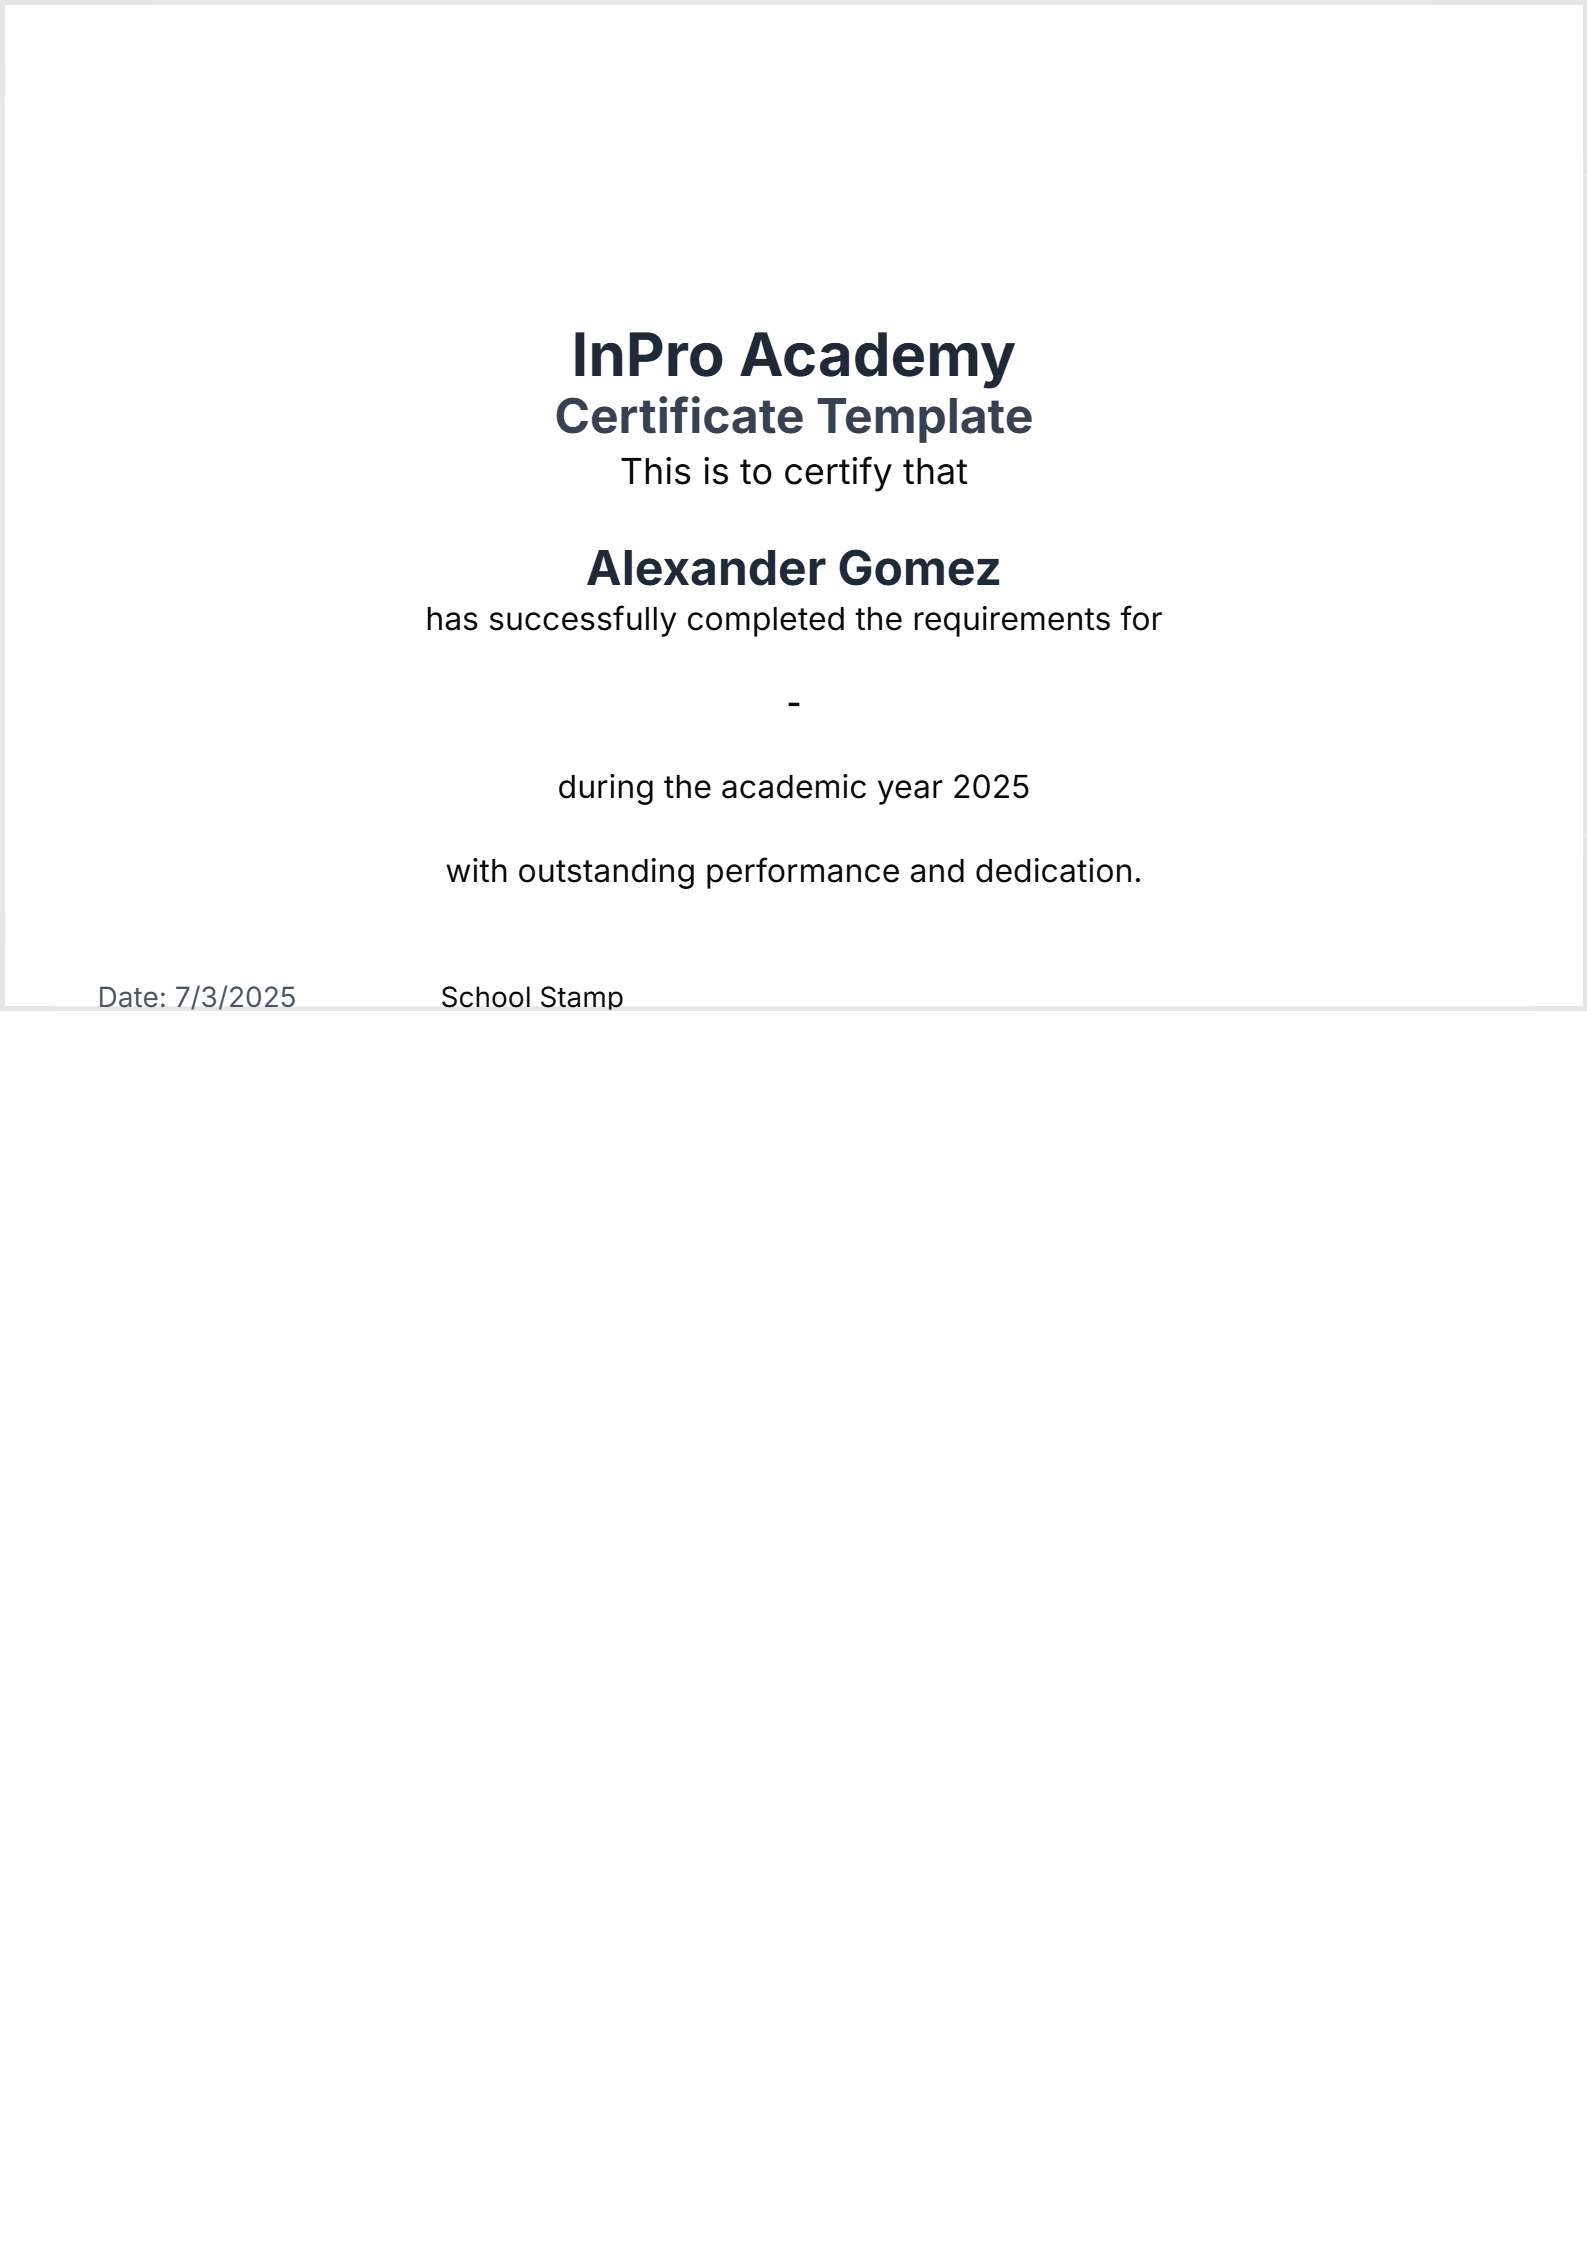 InPro Academy
Certificate Template
This is to certify that
Alexander Gomez
has successfully completed the requirements for
-
during the academic year 2025
with outstanding performance and dedication.
Date: 7/3/2025 School Stamp